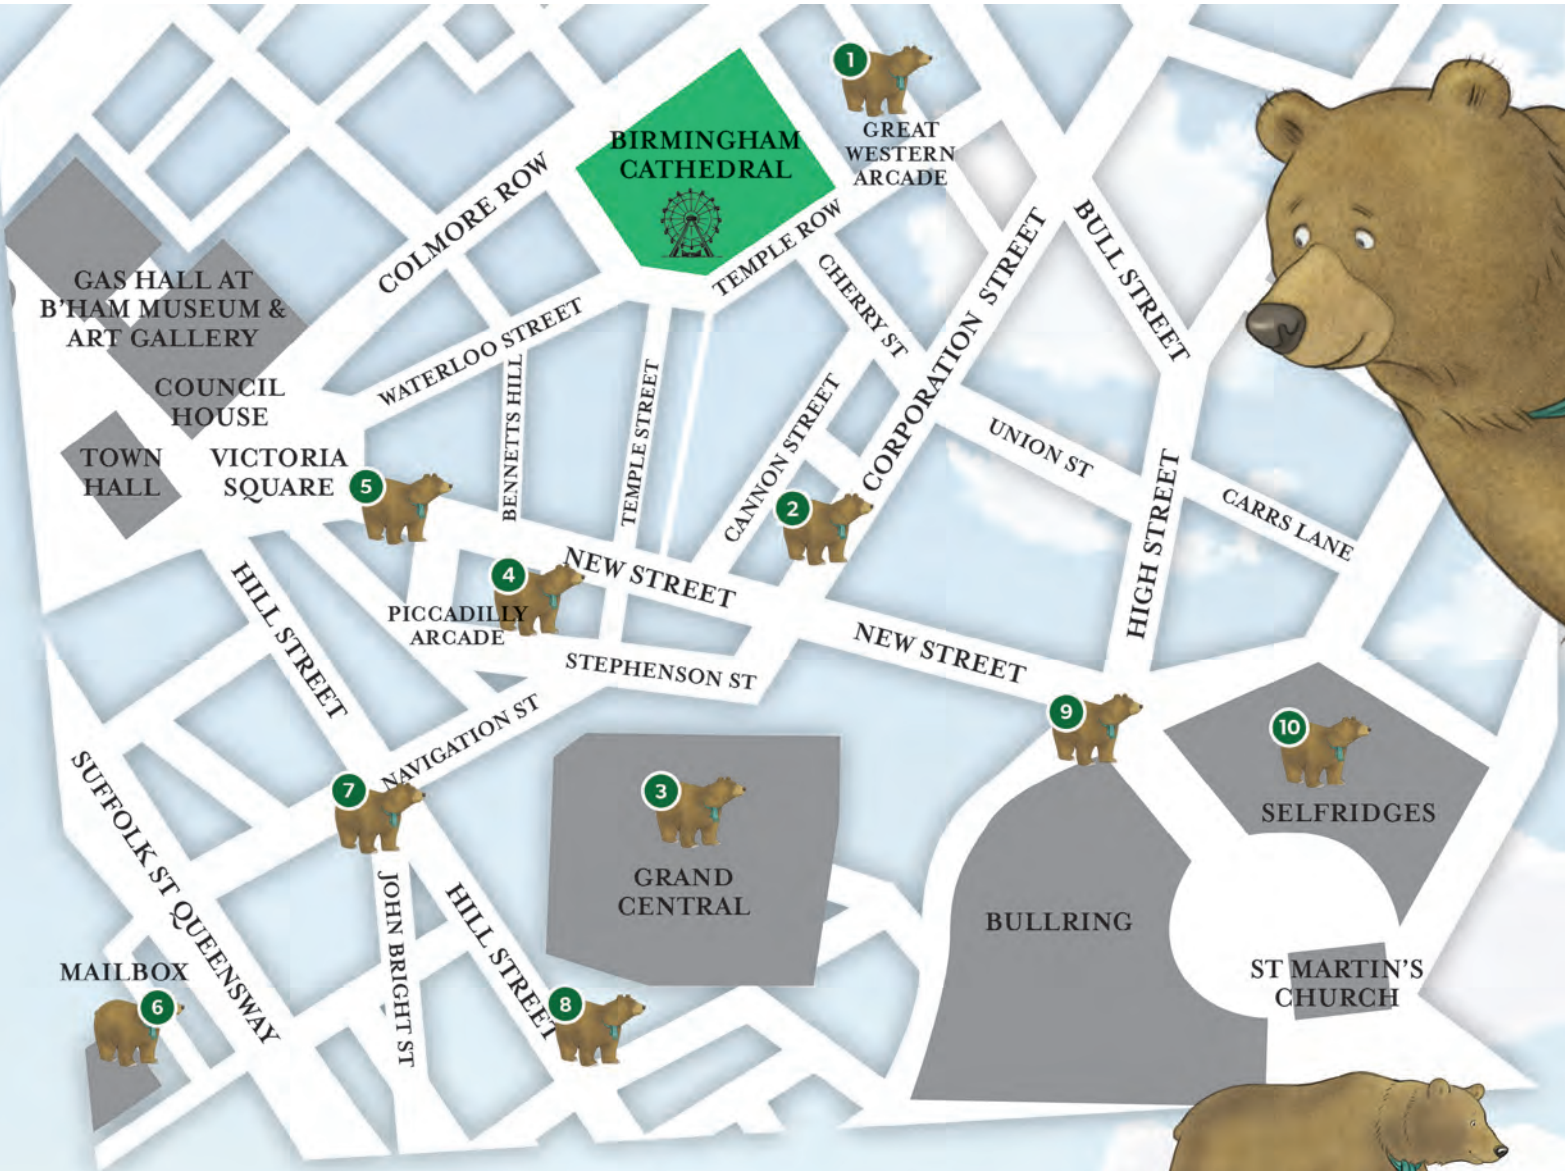 1
GREAT
WESTERN
ARCADE
BIRMINGHAM
CATHEDRAL
COLMORE ROW
TEMPLE ROW
BULL STREET
CHERRY ST
CORPORATION STREET
GAS HALL AT
B'HAM MUSEUM &
ART GALLERY
COUNCIL
HOUSE
WATERLOO STREET
BENNETTS HILL
TEMPLE STREET
CANNON STREET
UNION ST
CARRS LANE
HIGH STREET
TOWN
HALL
VICTORIA
SQUARE
5
2
4
PICCADILLY
ARCADE
NEW STREET
NEW STREET
HILL STREET
STEPHENSON ST
NAVIGATION ST
9
10
SELFRIDGES
7
3
GRAND
CENTRAL
SUFFOLK ST QUEENSWAY
JOHN BRIGHT ST
HILL STREET
BULLRING
MAILBOX
6
8
ST MARTIN'S
CHURCH